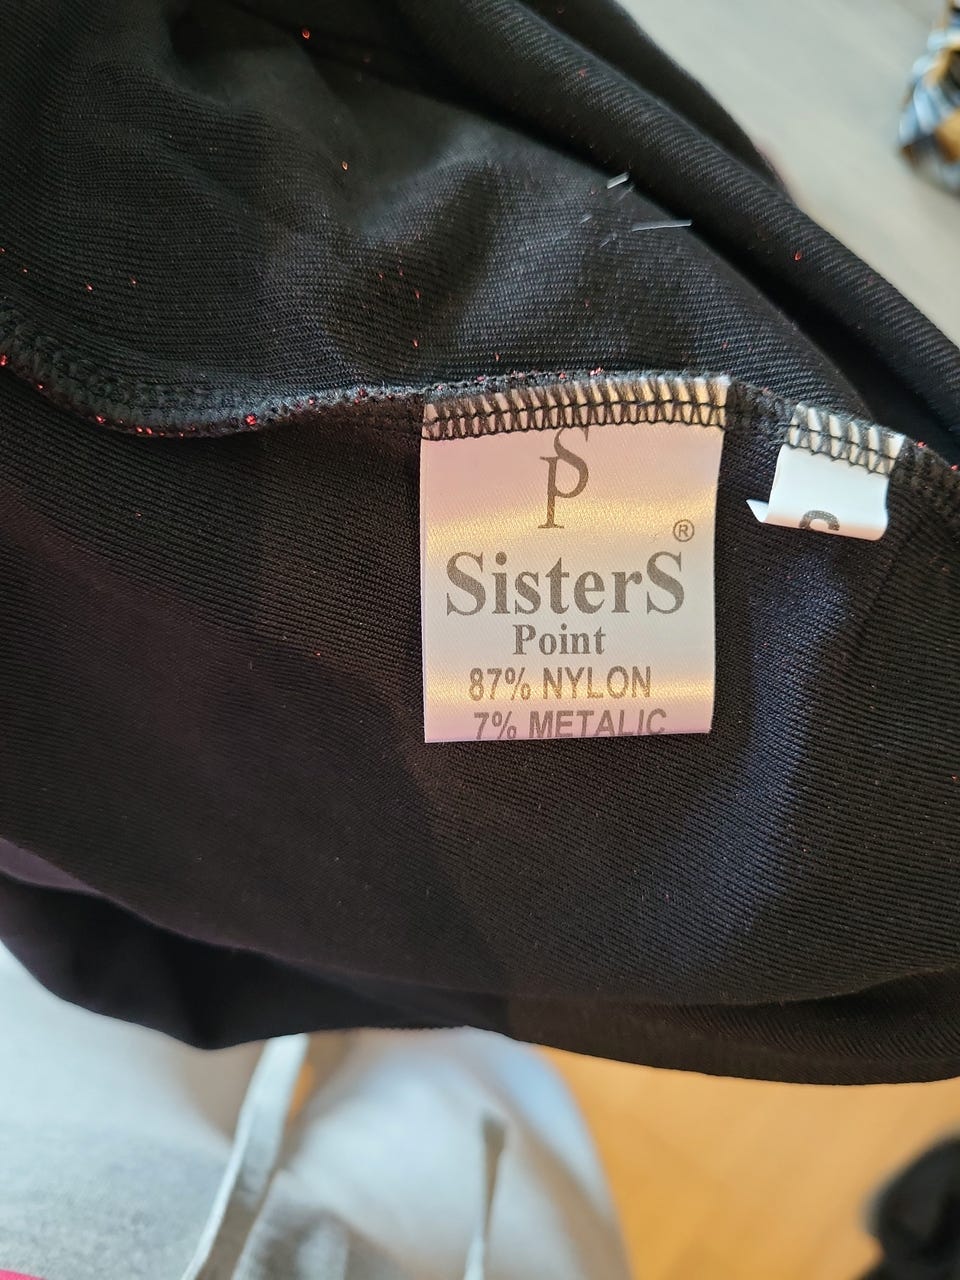 SP
®
SisterS
Point
87% NYLON
7% METALIC
S